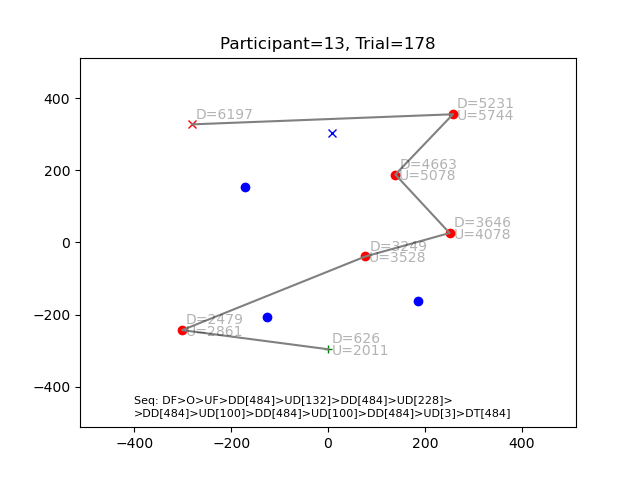 Participant=13, Trial=178
400
200
0
−200
−400
D=6197
D=5231
U=5744
D=4663
U=5078
D=3646
U=4078
D=3249
U=3528
D=2479
U=2861
D=626
U=2011
Seq: DF>O>UF>DD[484]>UD[132]>DD[484]>UD[228]>
>DD[484]>UD[100]>DD[484]>UD[100]>DD[484]>UD[3]>DT[484]
−400 −200 0 200 400